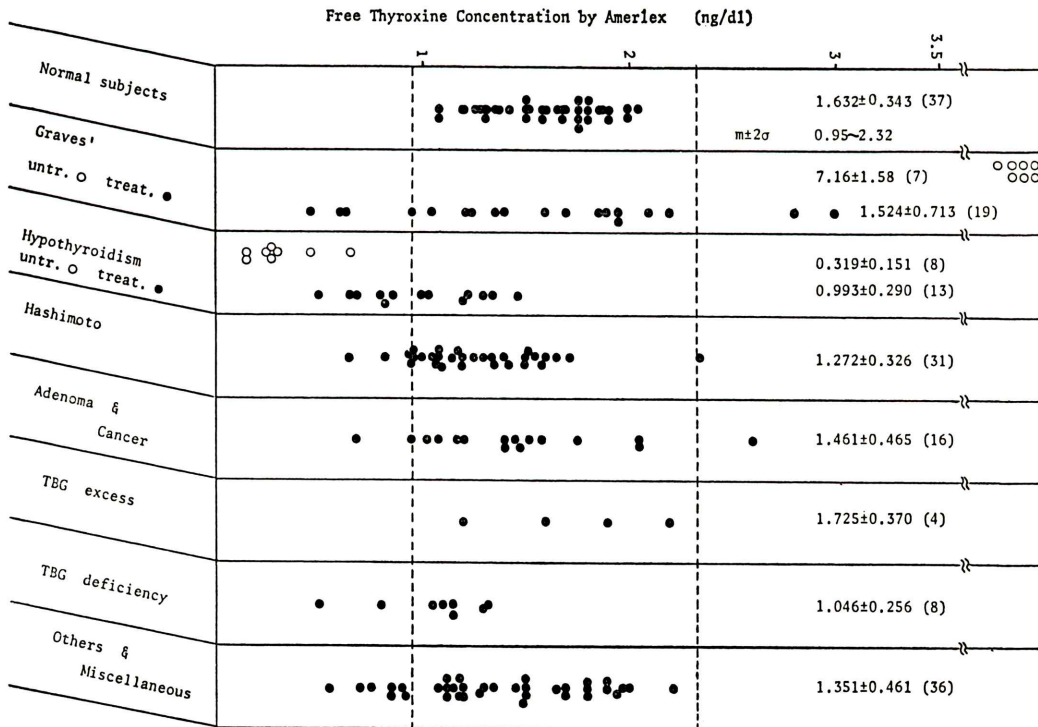 Free Thyroxine Concentration by Amerlex (ng/dl)
1 2 3 3.5
Normal subjects
1.632±0.343 (37)
m±2σ 0.95~2.32
Graves'
untr. ○ treat. ●
7.16±1.58 (7)
1.524±0.713 (19)
Hypothyroidism
untr. ○ treat. ●
0.319±0.151 (8)
0.993±0.290 (13)
Hashimoto
1.272±0.326 (31)
Adenoma &
Cancer
1.461±0.465 (16)
TBG excess
1.725±0.370 (4)
TBG deficiency
1.046±0.256 (8)
Others &
Miscellaneous
1.351±0.461 (36)